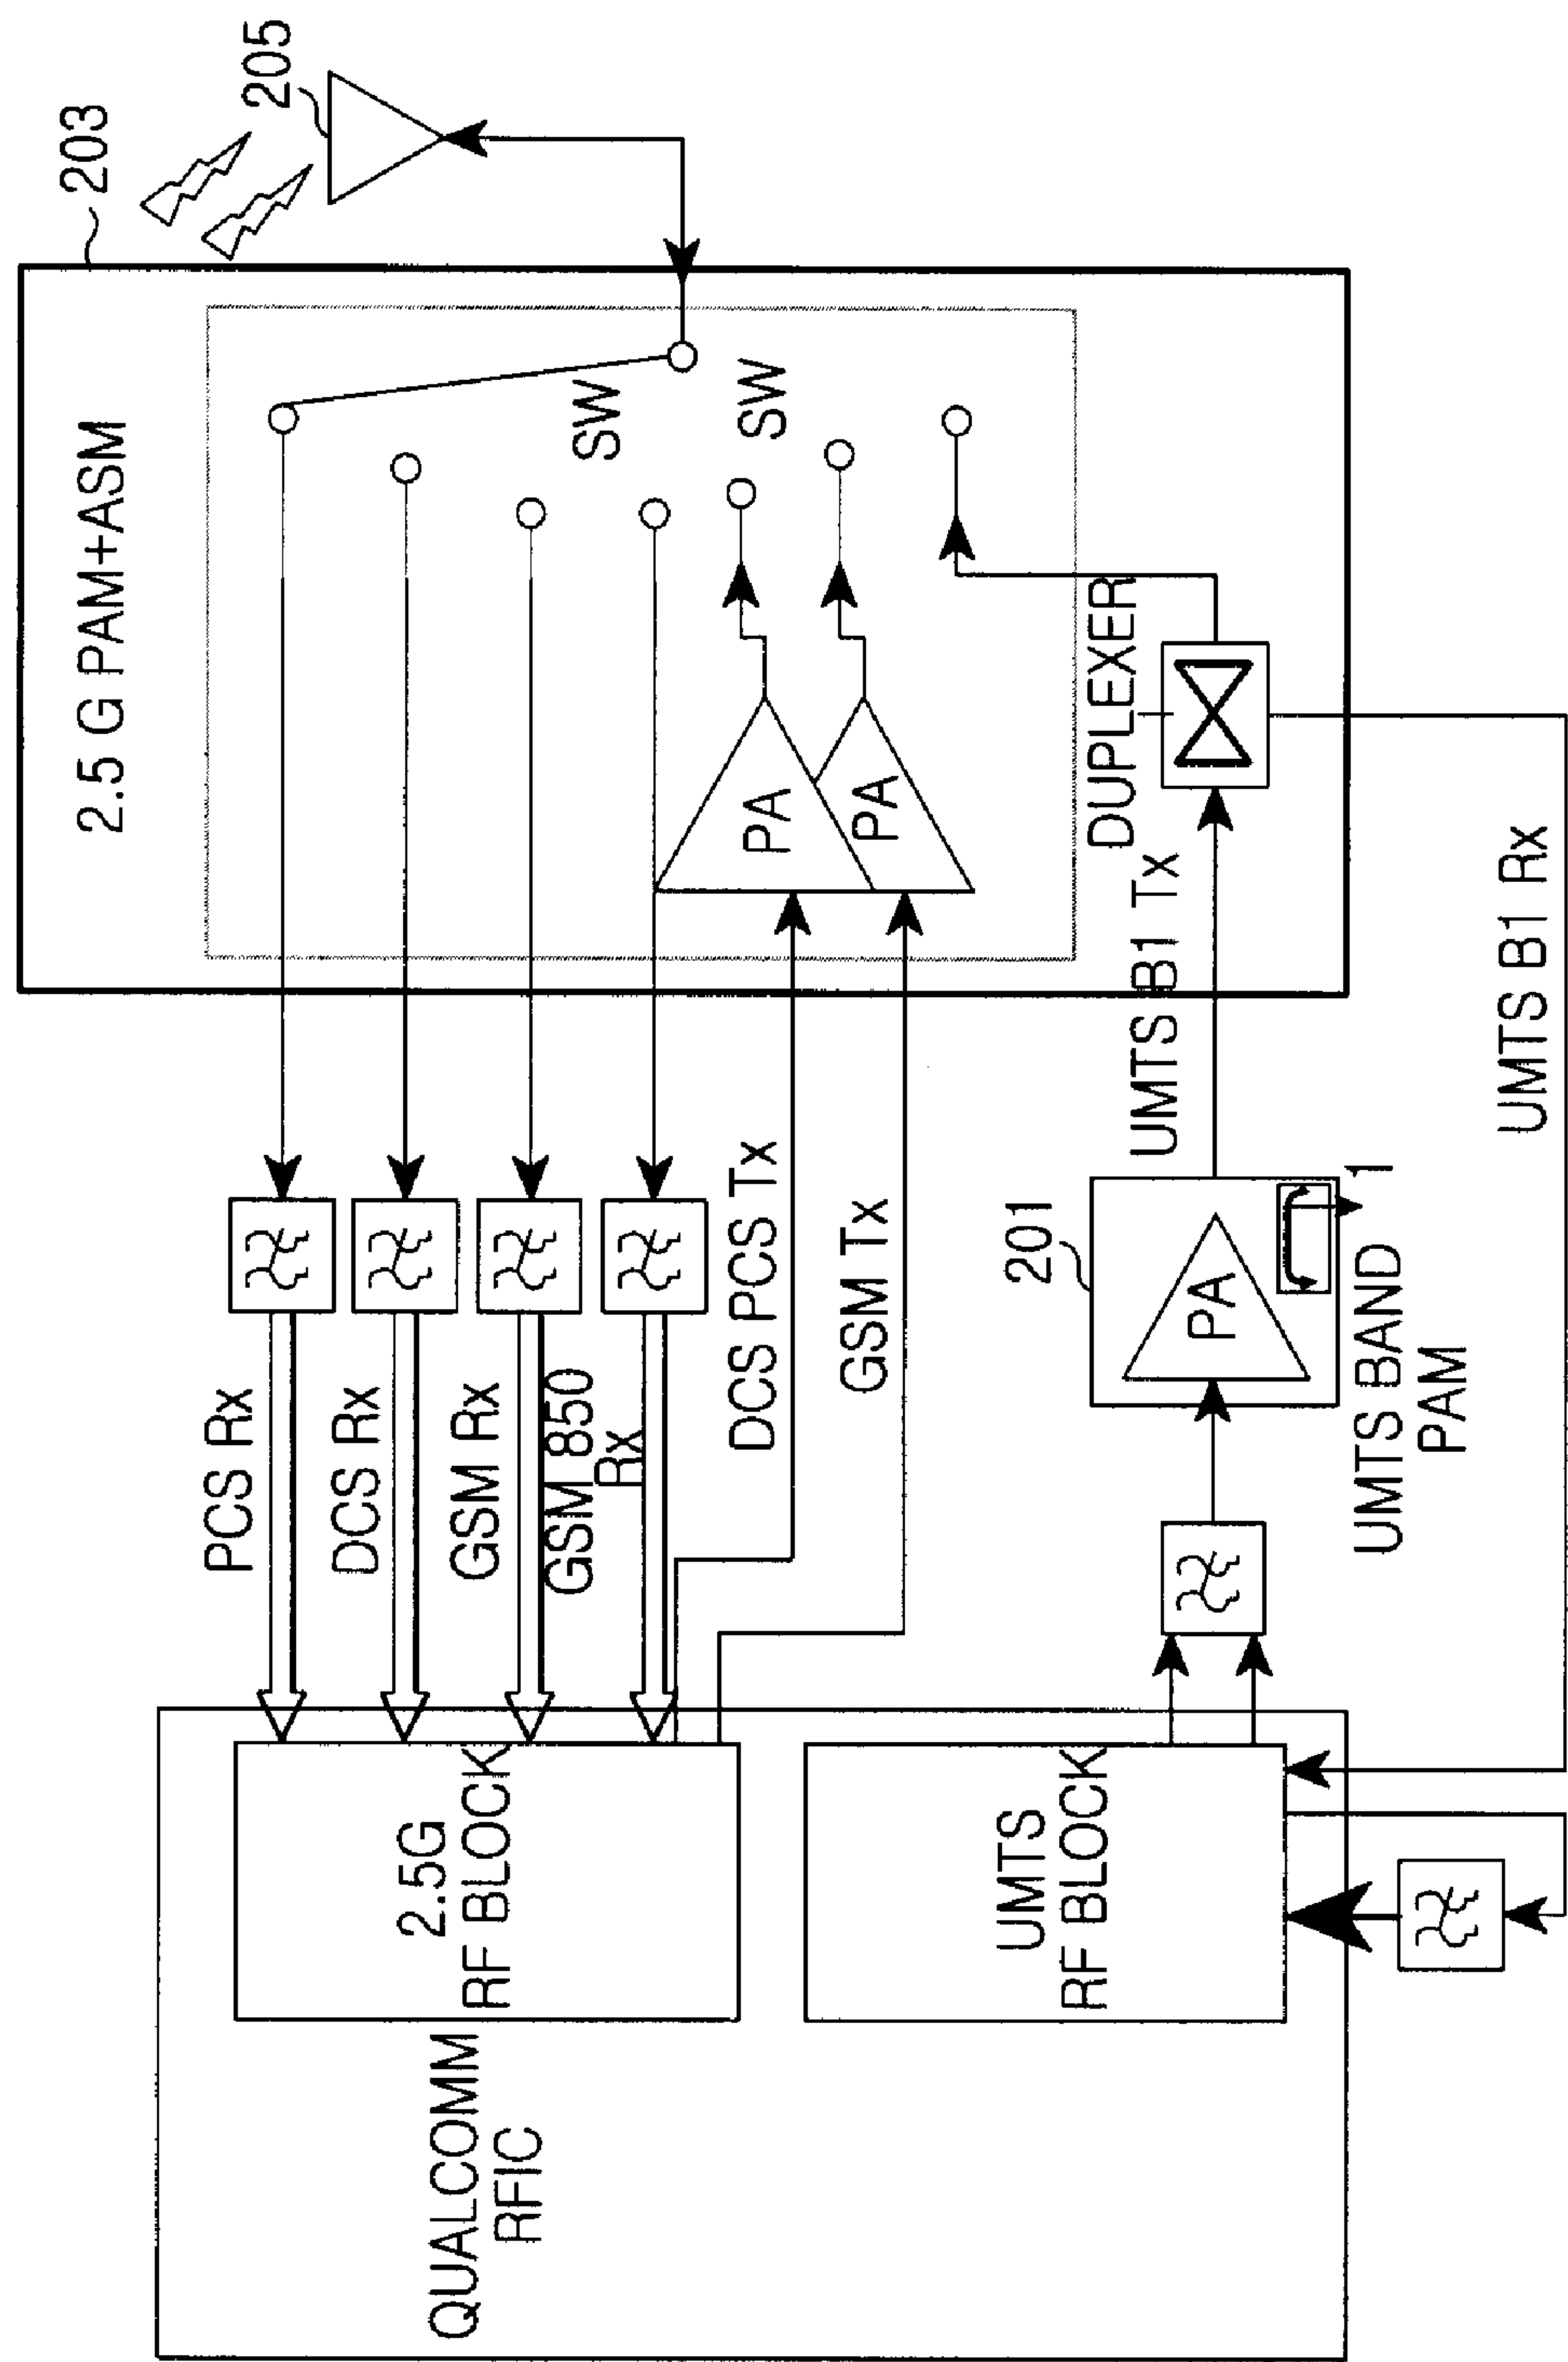 203
205
2.5 G PAM+ASM
SW
SW
PA
PA
DUPLEXER
PCS Rx
DCS Rx
GSM Rx
GSM 850
Rx
DCS PCS Tx
GSM Tx
UMTS B1 Tx
UMTS B1 Rx
201
PA
1
UMTS BAND
PAM
2.5G
RF BLOCK
UMTS
RF BLOCK
QUALCOMM
RFIC